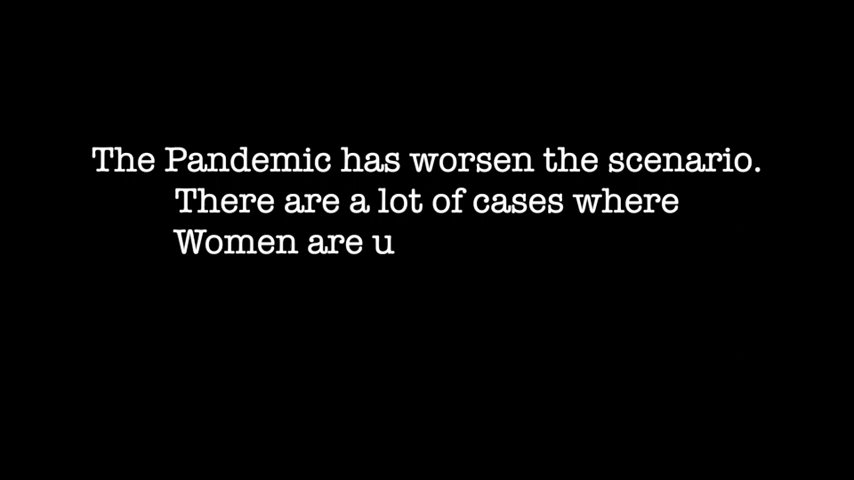 The Pandemic has worsen the scenario.
There are a lot of cases where
Women are u